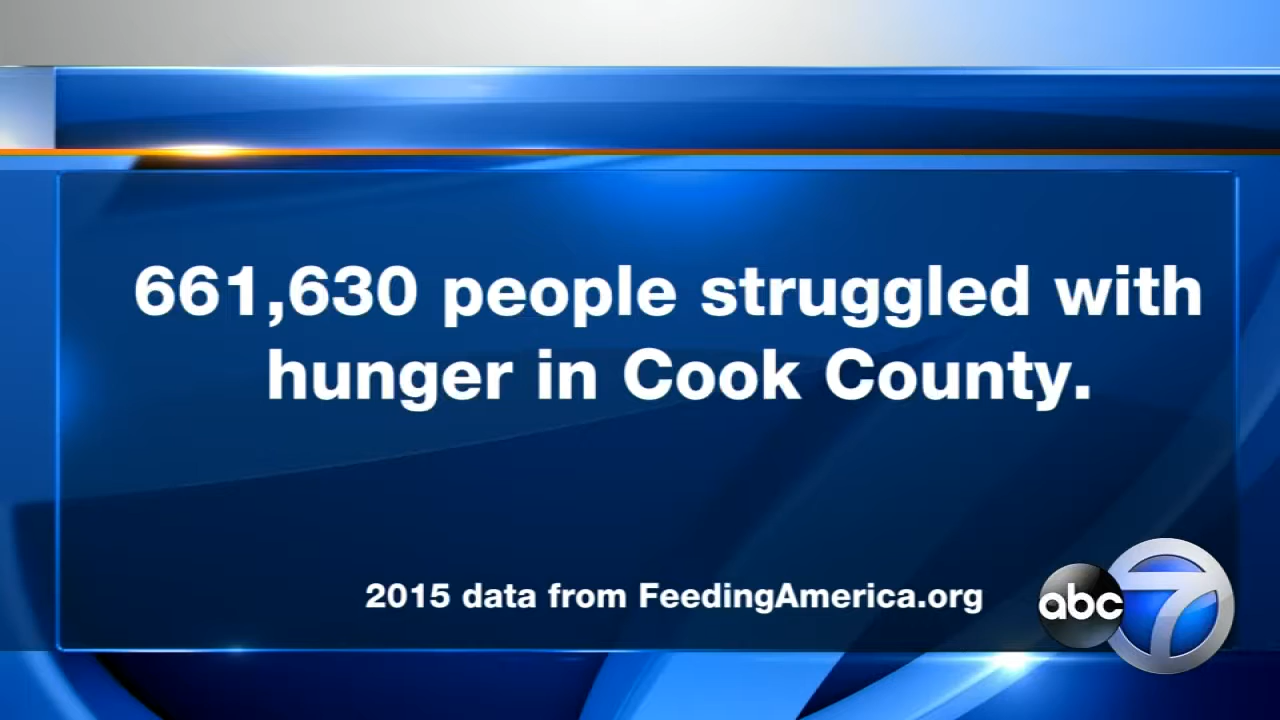 661,630 people struggled with
hunger in Cook County.
2015 data from FeedingAmerica.org
abc 7